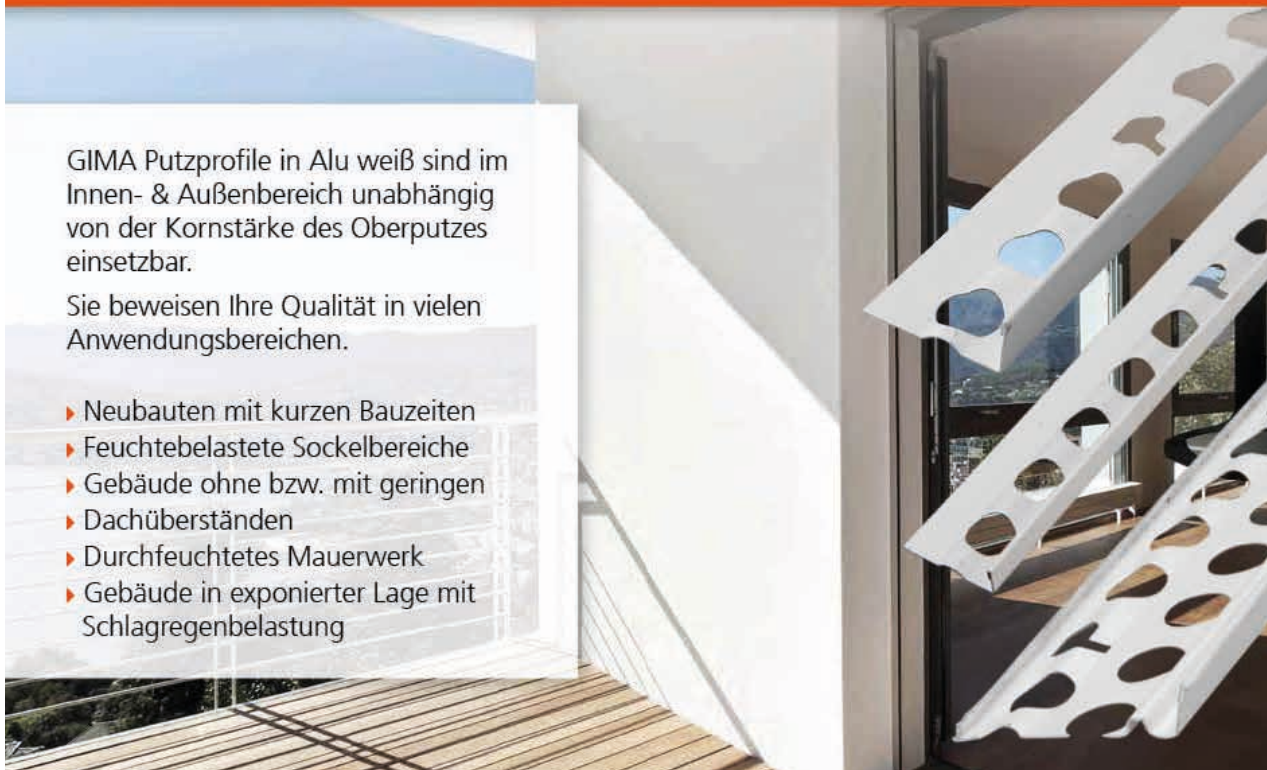 GIMA Putzprofile in Alu weiß sind im
Innen- & Außenbereich unabhängig
von der Kornstärke des Oberputzes
einsetzbar.
Sie beweisen Ihre Qualität in vielen
Anwendungsbereichen.
Neubauten mit kurzen Bauzeiten
Feuchtebelastete Sockelbereiche
Gebäude ohne bzw. mit geringen
Dachüberständen
Durchfeuchtetes Mauerwerk
Gebäude in exponierter Lage mit
Schlagregenbelastung